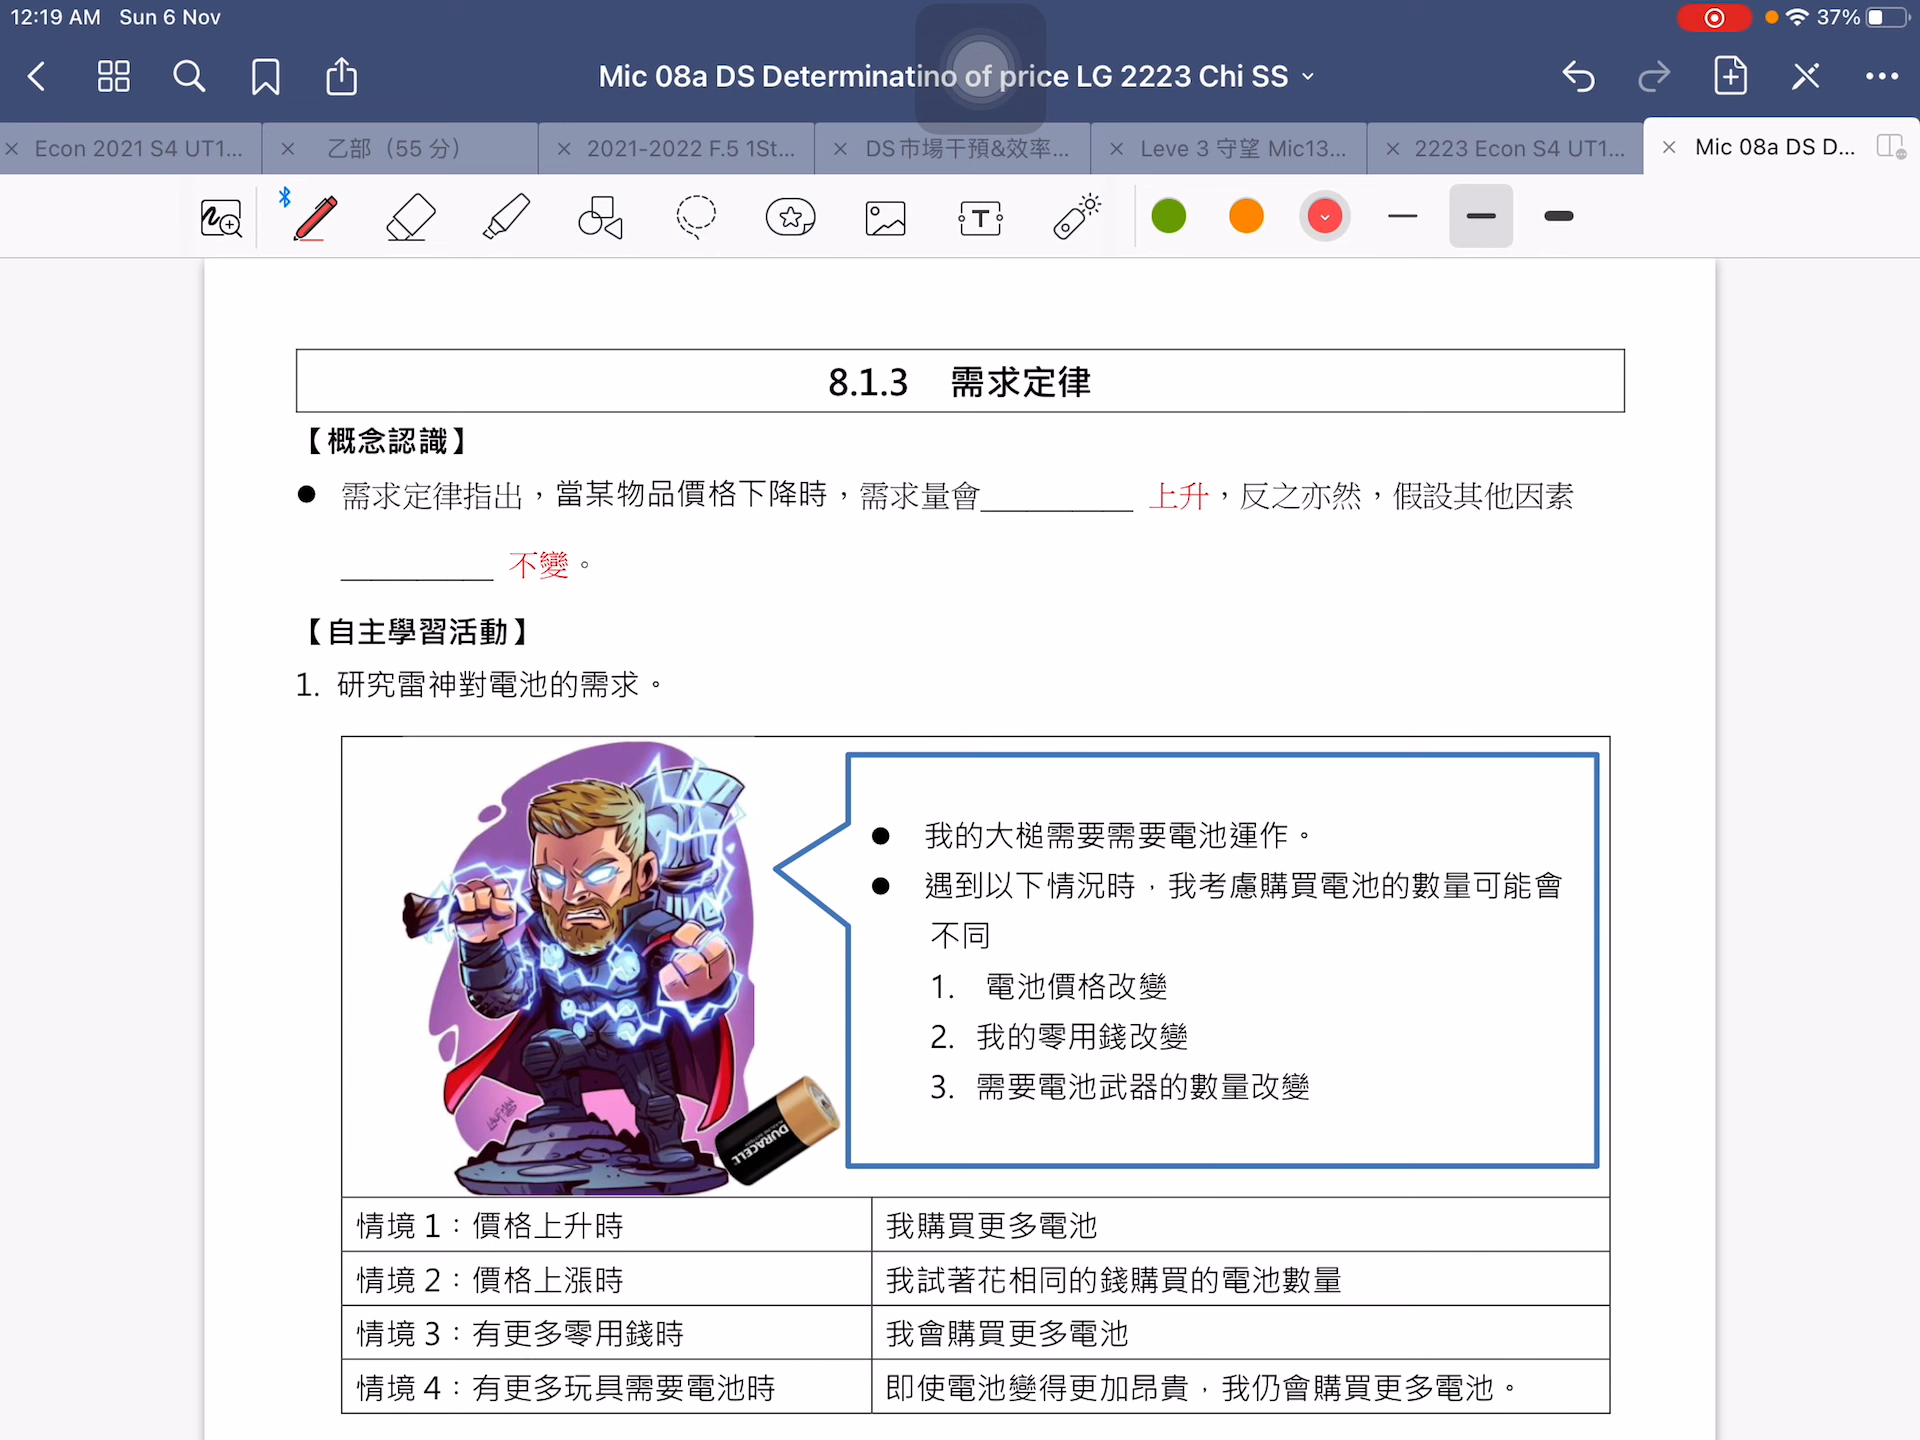 12:19 AM Sun 6 Nov
37%
Mic 08a DS Determinatino of price LG 2223 Chi SS
Econ 2021 S4 UT1...
乙部（55 分）
2021-2022 F.5 1St...
DS市場干預&效率...
Leve 3 守望 Mic13...
2223 Econ S4 UT1...
Mic 08a DS D...
8.1.3 需求定律
【概念認識】
● 需求定律指出，當某物品價格下降時，需求量會__________ 上升，反之亦然，假設其他因素
__________ 不變。
【自主學習活動】
1. 研究雷神對電池的需求。
● 我的大槌需要需要電池運作。
● 遇到以下情況時，我考慮購買電池的數量可能會
不同
1. 電池價格改變
2. 我的零用錢改變
3. 需要電池武器的數量改變
DURACELL
情境 1：價格上升時 我購買更多電池
情境 2：價格上漲時 我試著花相同的錢購買的電池數量
情境 3：有更多零用錢時 我會購買更多電池
情境 4：有更多玩具需要電池時 即使電池變得更加昂貴，我仍會購買更多電池。